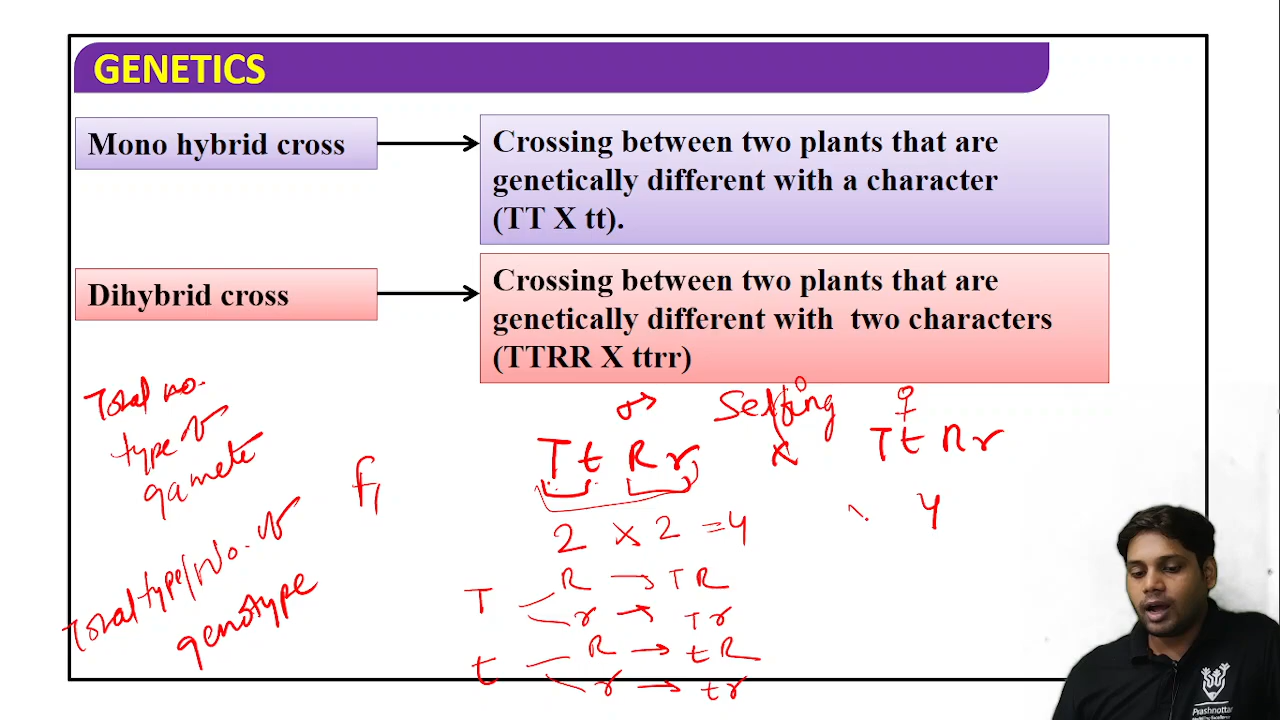 GENETICS
Mono hybrid cross
Crossing between two plants that are
genetically different with a character
(TT X tt).
Dihybrid cross
Crossing between two plants that are
genetically different with two characters
(TTRR X ttrr)
Total no.
type of
gamete
Total type/No. of
genotype
F1
♂ Selfing ♀
Tt Rr X Tt Rr
2 x 2 = 4 4
T R → TR
r → Tr
t R → tR
r → tr
Prashnottar